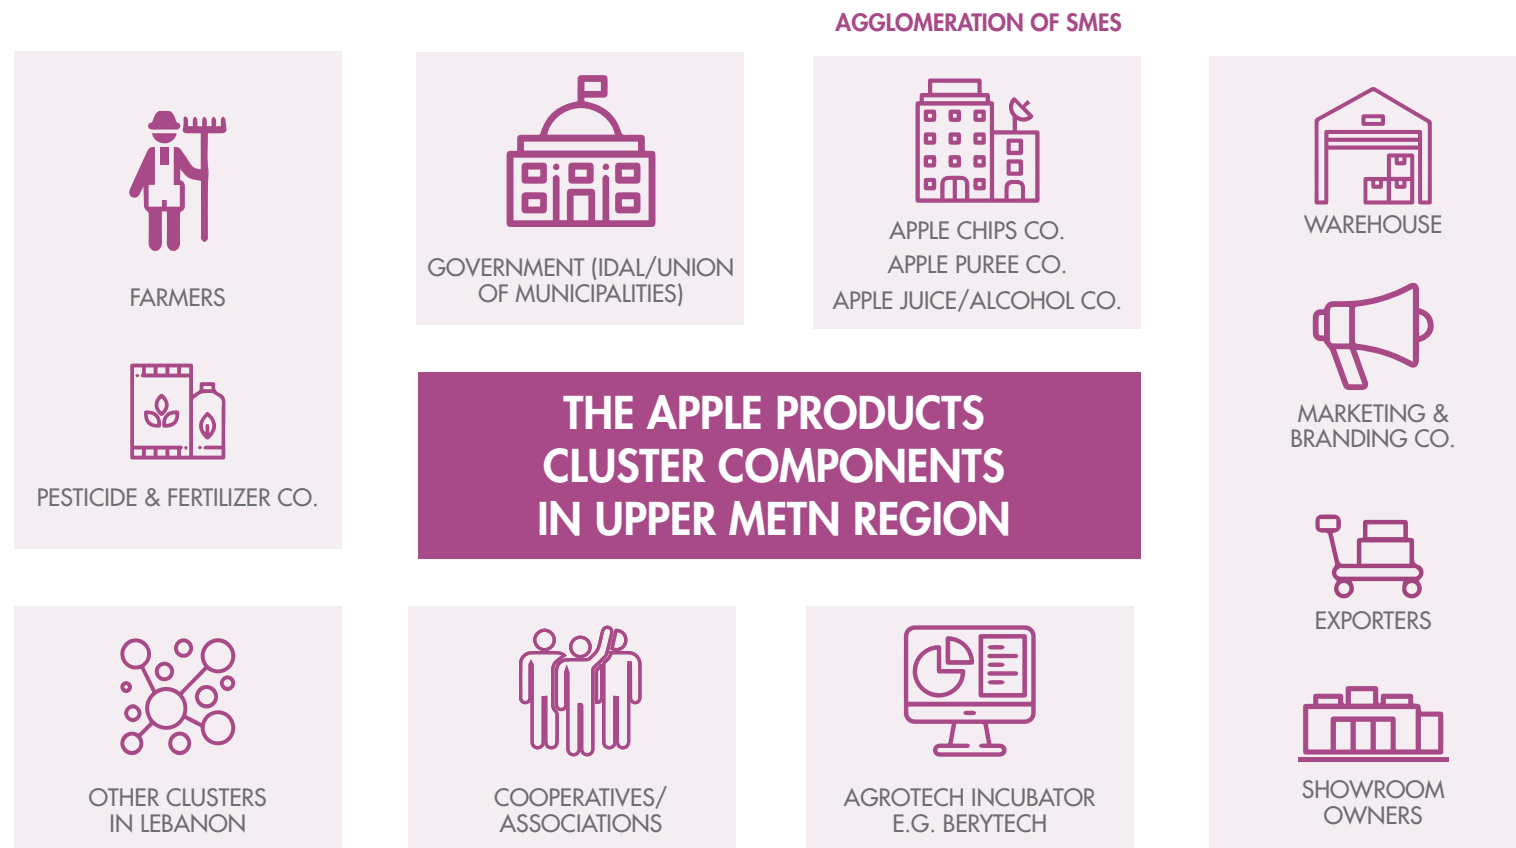 AGGLOMERATION OF SMES
FARMERS
PESTICIDE & FERTILIZER CO.
GOVERNMENT (IDAL/UNION
OF MUNICIPALITIES)
APPLE CHIPS CO.
APPLE PUREE CO.
APPLE JUICE/ALCOHOL CO.
WAREHOUSE
MARKETING &
BRANDING CO.
EXPORTERS
SHOWROOM
OWNERS
THE APPLE PRODUCTS
CLUSTER COMPONENTS
IN UPPER METN REGION
OTHER CLUSTERS
IN LEBANON
COOPERATIVES/
ASSOCIATIONS
AGROTECH INCUBATOR
E.G. BERYTECH